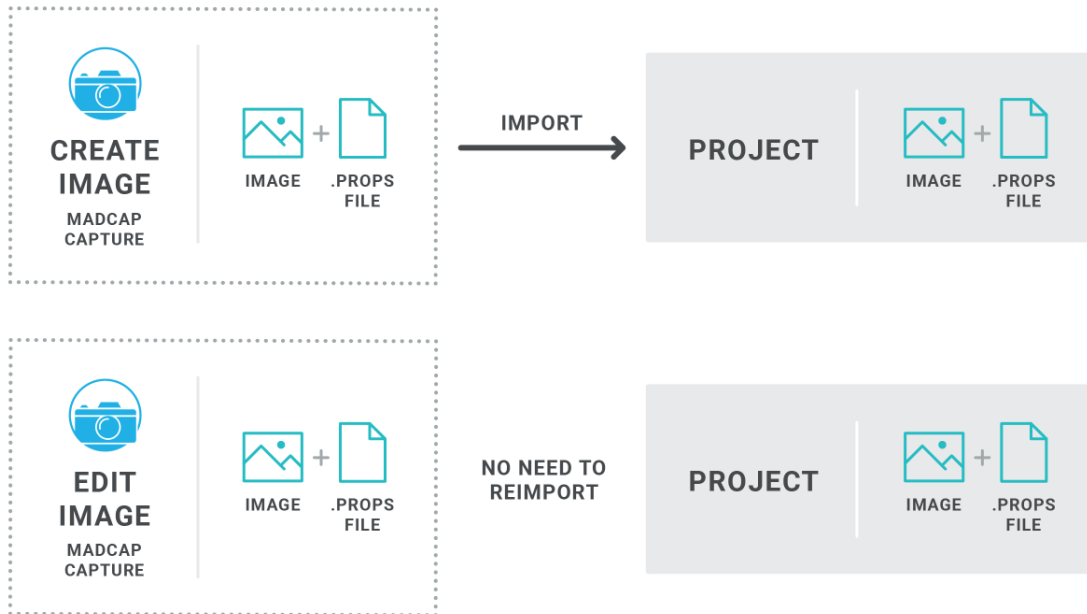 CREATE
IMAGE
MADCAP
CAPTURE
IMAGE
.PROPS
FILE
IMPORT
PROJECT
IMAGE
.PROPS
FILE
EDIT
IMAGE
MADCAP
CAPTURE
IMAGE
.PROPS
FILE
NO NEED TO
REIMPORT
PROJECT
IMAGE
.PROPS
FILE